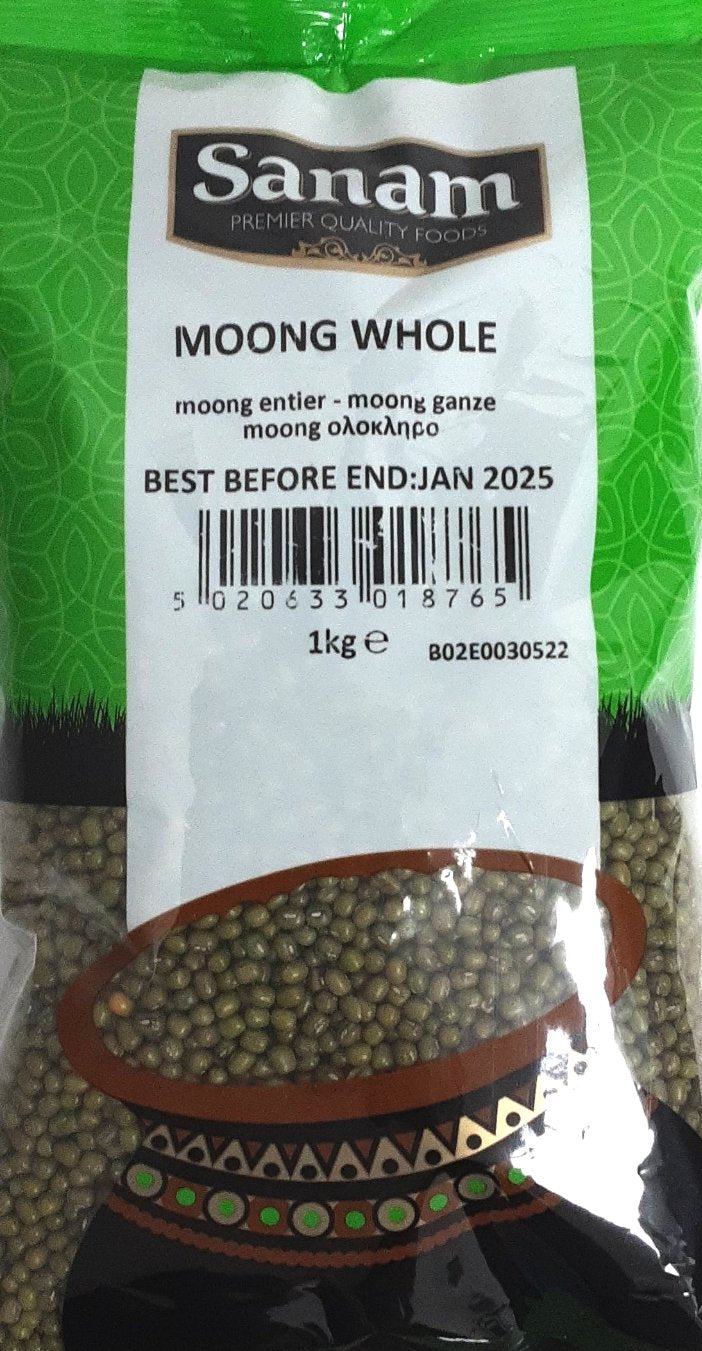 Sanam
PREMIER QUALITY FOODS
MOONG WHOLE
moong entier - moong ganze
moong ολοκληρο
BEST BEFORE END:JAN 2025
5 020633 018765
1kg ℮
B02E0030522